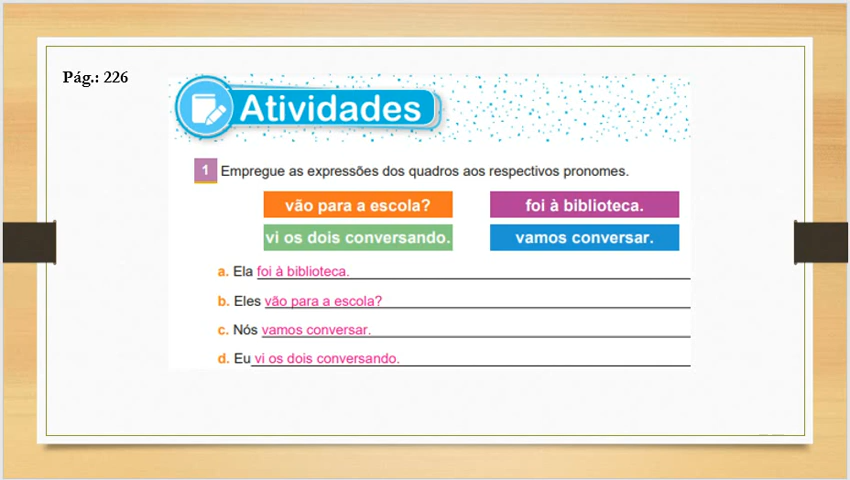 Pág.: 226
Atividades
1 Empregue as expressões dos quadros aos respectivos pronomes.
vão para a escola? foi à biblioteca.
vi os dois conversando. vamos conversar.
a. Ela foi à biblioteca.
b. Eles vão para a escola?
c. Nós vamos conversar.
d. Eu vi os dois conversando.